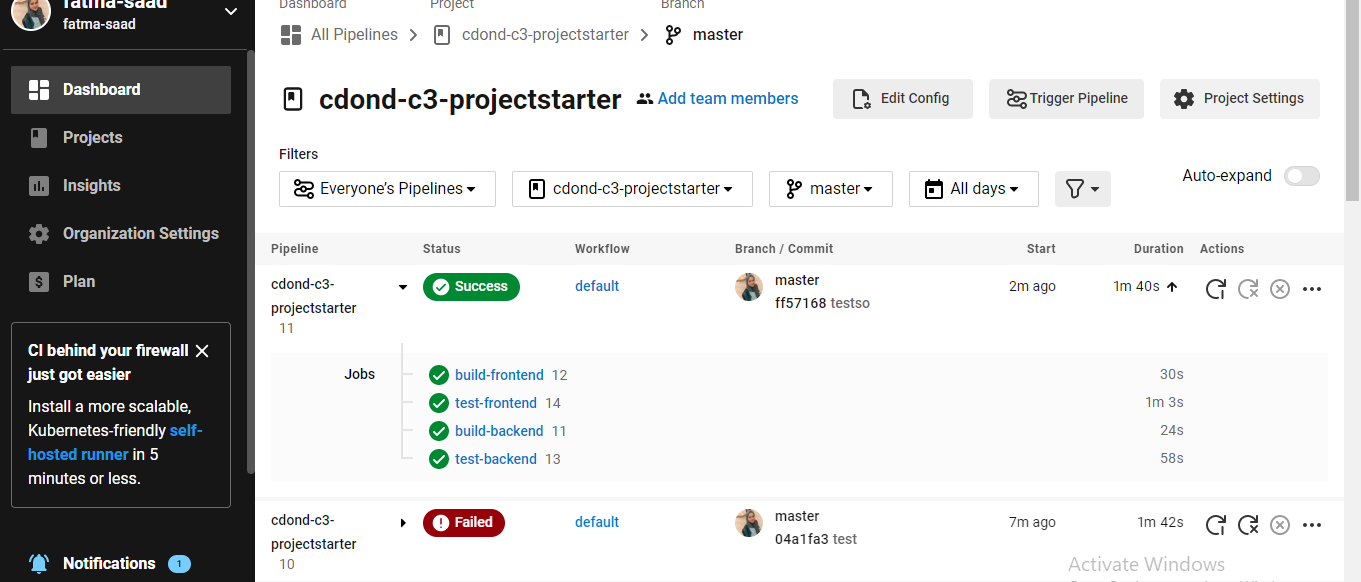 fatma-saad
fatma-saad
Dashboard
Projects
Insights
Organization Settings
Plan
CI behind your firewall
just got easier
Install a more scalable,
Kubernetes-friendly self-
hosted runner in 5
minutes or less.
Notifications 1
Dashboard Project Branch
All Pipelines cdond-c3-projectstarter master
cdond-c3-projectstarter Add team members Edit Config Trigger Pipeline Project Settings
Filters
Everyone's Pipelines cdond-c3-projectstarter master All days Auto-expand
Pipeline Status Workflow Branch / Commit Start Duration Actions
cdond-c3-
projectstarter
11
Success default master 2m ago 1m 40s
ff57168 testso
Jobs
build-frontend 12 30s
test-frontend 14 1m 3s
build-backend 11 24s
test-backend 13 58s
cdond-c3-
projectstarter
10
Failed default master 7m ago 1m 42s
04a1fa3 test
Activate Windows